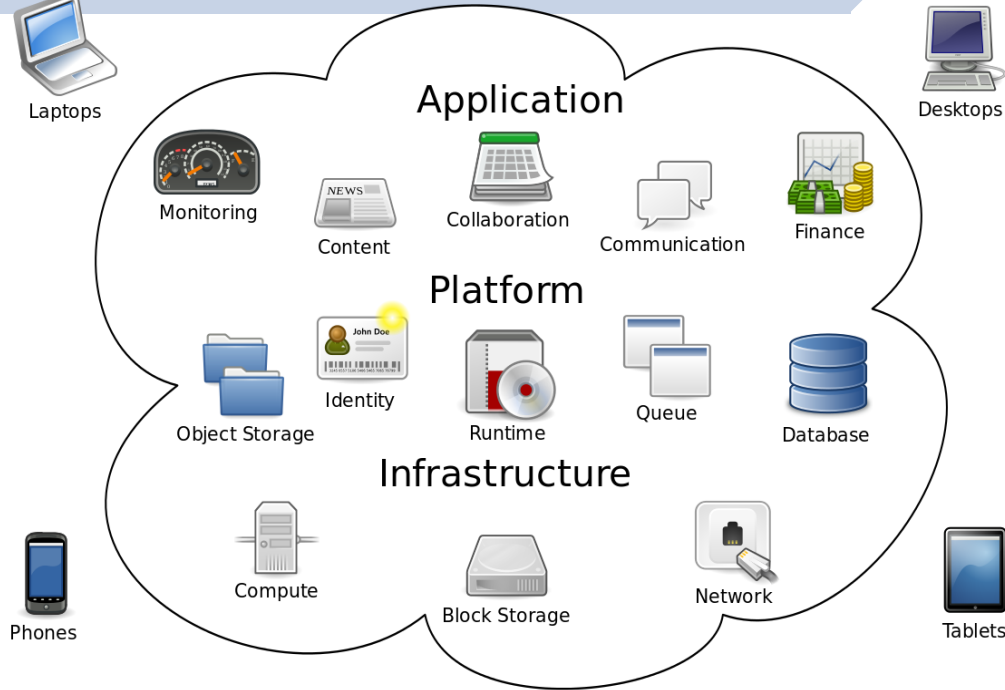 Laptops
Desktops
Application
Monitoring
NEWS
Content
Collaboration
Communication
Finance
Platform
John Doe
Object Storage
Identity
Runtime
Queue
Database
Infrastructure
Compute
Block Storage
Network
Phones
Tablets